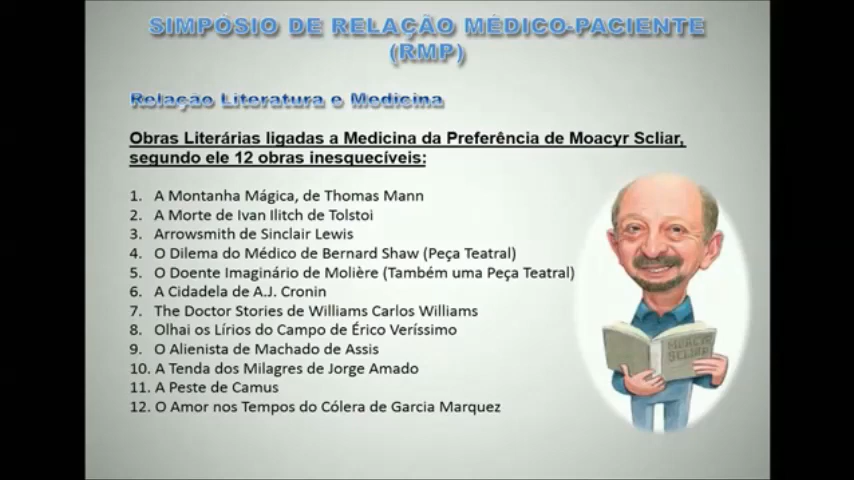 SIMPÓSIO DE RELAÇÃO MÉDICO-PACIENTE
(RMP)
Relação Literatura e Medicina
Obras Literárias ligadas a Medicina da Preferência de Moacyr Scliar,
segundo ele 12 obras inesquecíveis:
1. A Montanha Mágica, de Thomas Mann
2. A Morte de Ivan Ilitch de Tolstoi
3. Arrowsmith de Sinclair Lewis
4. O Dilema do Médico de Bernard Shaw (Peça Teatral)
5. O Doente Imaginário de Molière (Também uma Peça Teatral)
6. A Cidadela de A.J. Cronin
7. The Doctor Stories de Williams Carlos Williams
8. Olhai os Lírios do Campo de Érico Veríssimo
9. O Alienista de Machado de Assis
10. A Tenda dos Milagres de Jorge Amado
11. A Peste de Camus
12. O Amor nos Tempos do Cólera de Garcia Marquez
MOACYR
SCLIAR